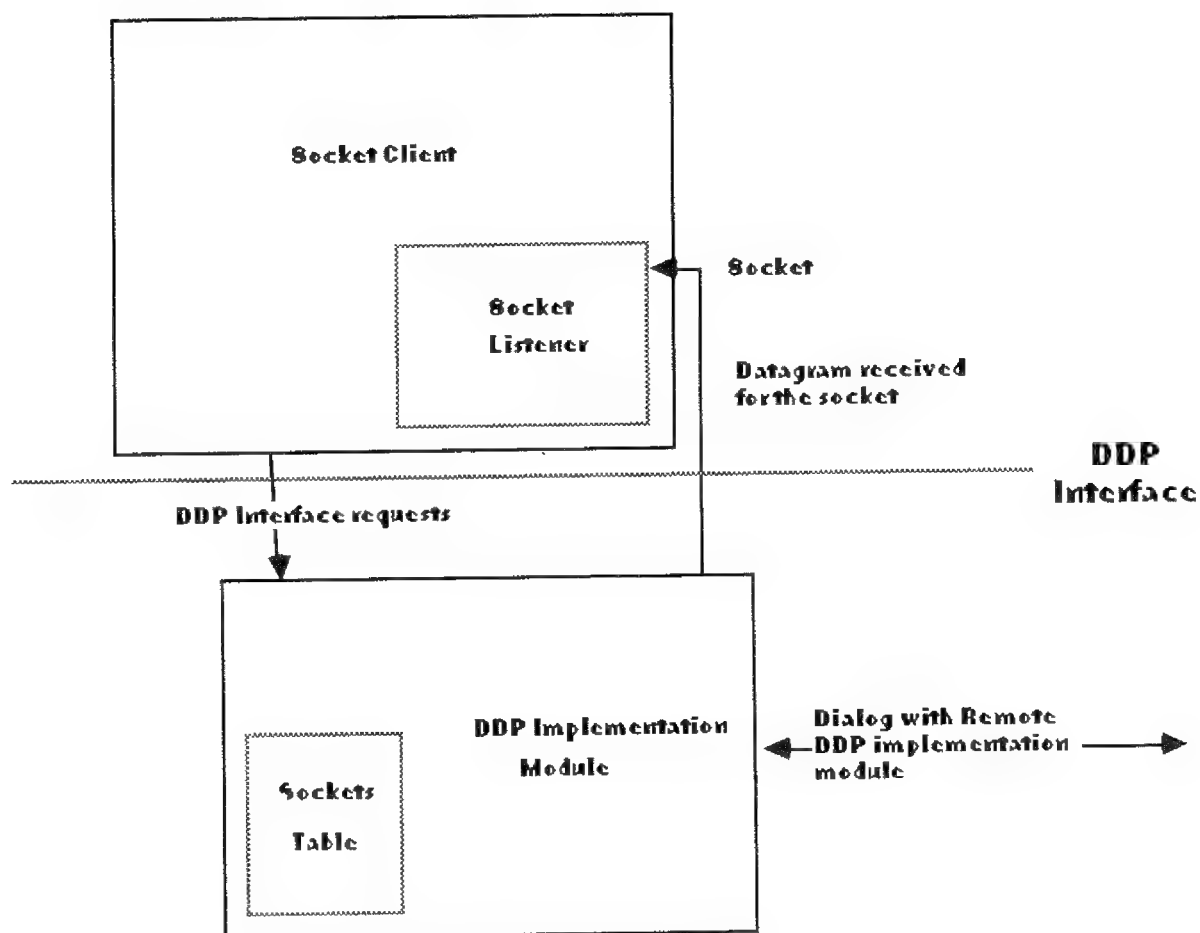 Socket Client
Socket
Listener
Socket
Datagram received
for the socket
DDP
Interface
DDP Interface requests
DDP Implementation
Module
Sockets
Table
Dialog with Remote
DDP implementation
module